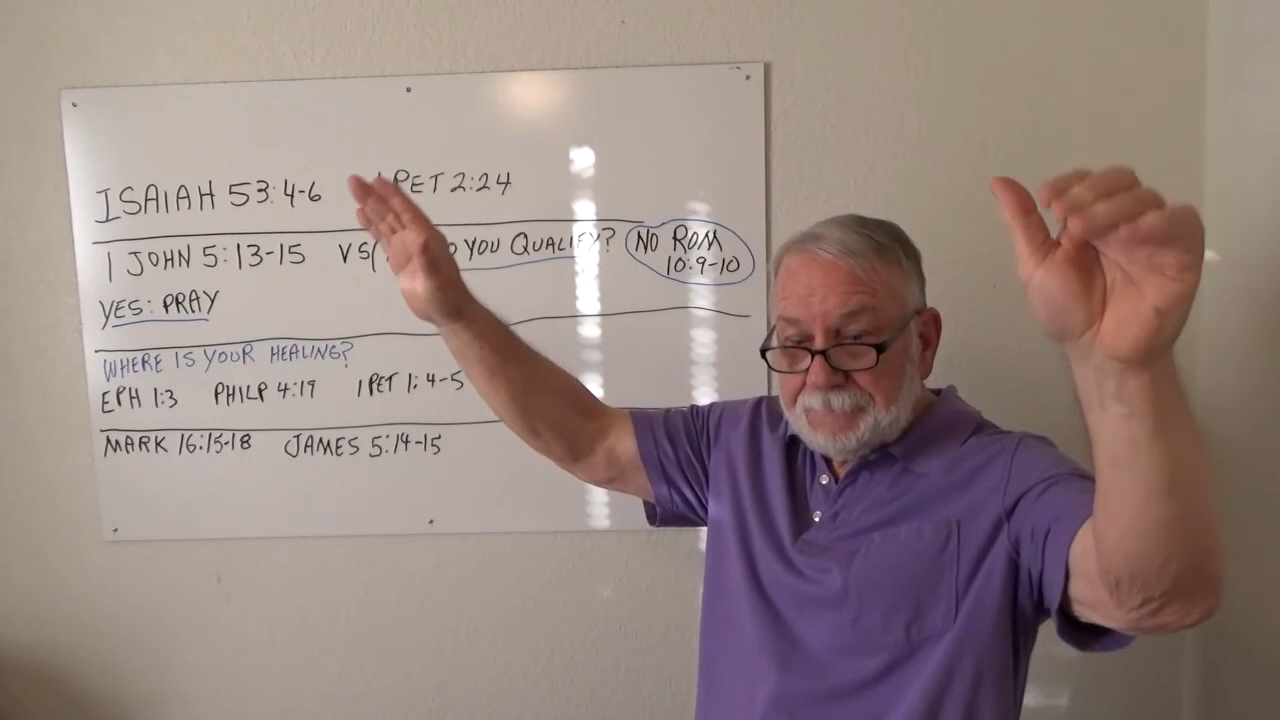 ISAIAH 53:4-6 1 PET 2:24
1 JOHN 5:13-15 VS( YOU QUALIFY? NO ROM
10:9-10
YES: PRAY
WHERE IS YOUR HEALING?
EPH 1:3 PHILP 4:19 1 PET 1:4-5
MARK 16:15-18 JAMES 5:14-15